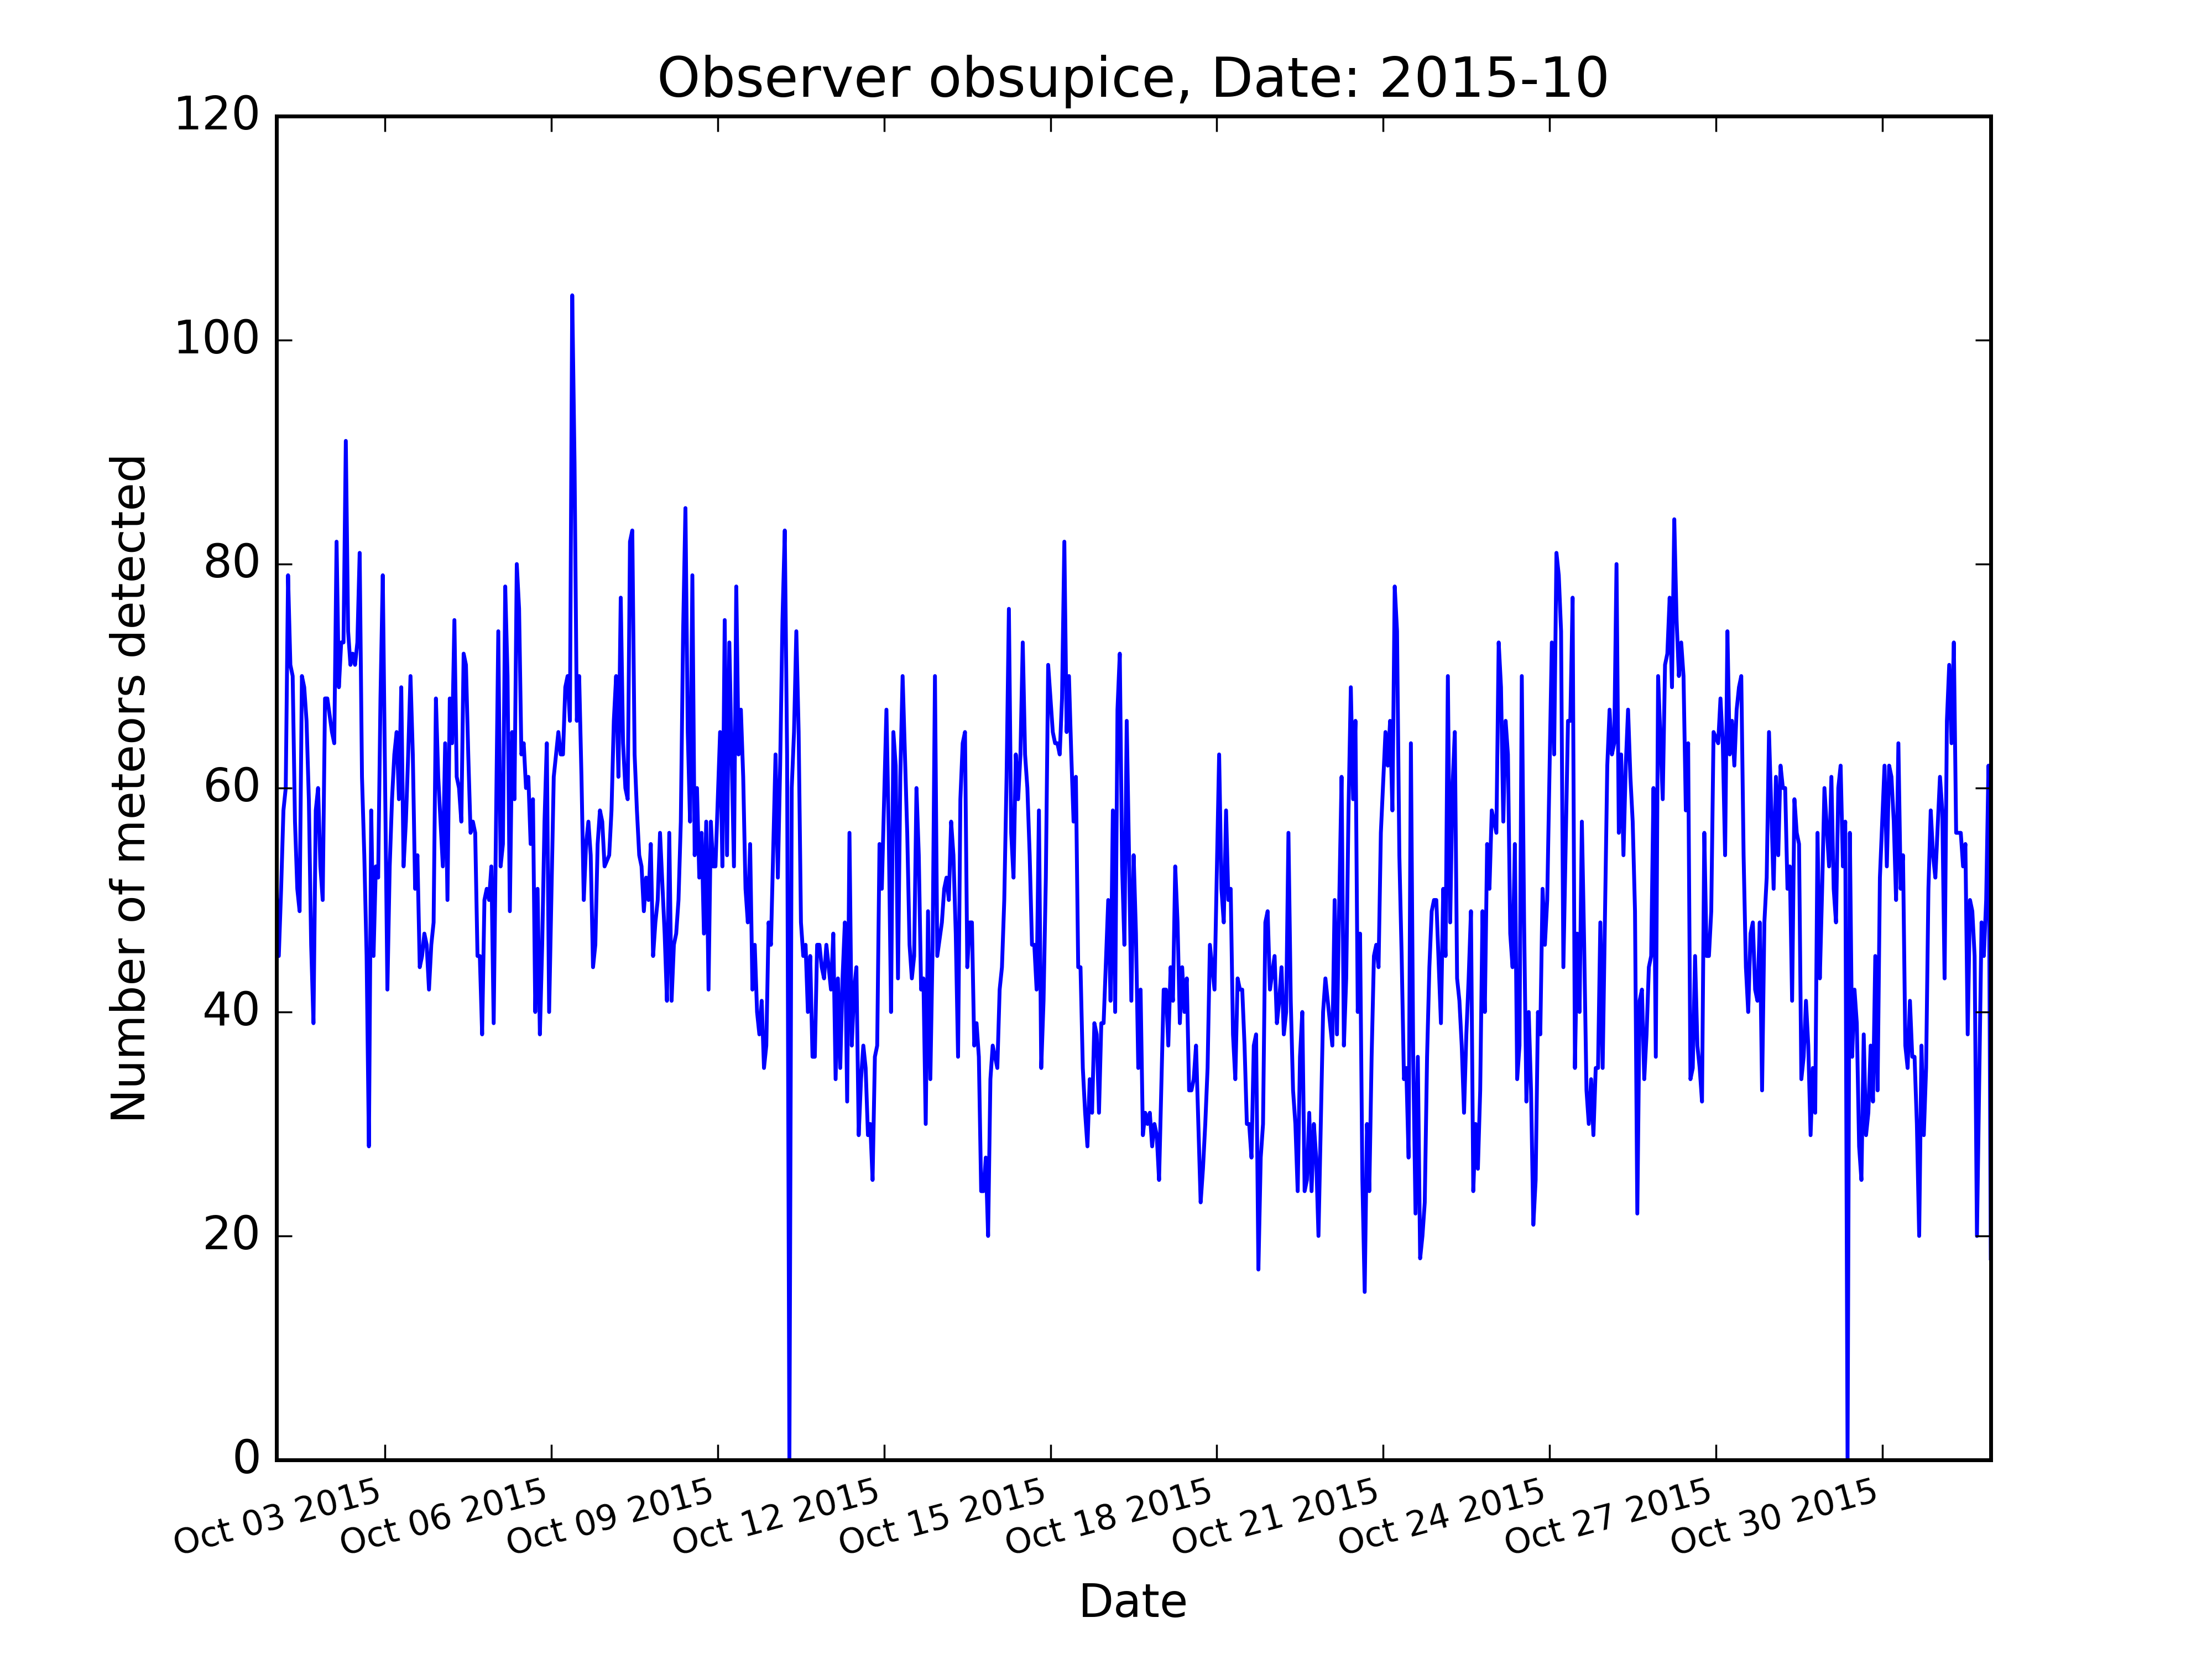 Observer obsupice, Date: 2015-10
120
100
80
60
40
20
0
Number of meteors detected
Oct 03 2015
Oct 06 2015
Oct 09 2015
Oct 12 2015
Oct 15 2015
Oct 18 2015
Oct 21 2015
Oct 24 2015
Oct 27 2015
Oct 30 2015
Date